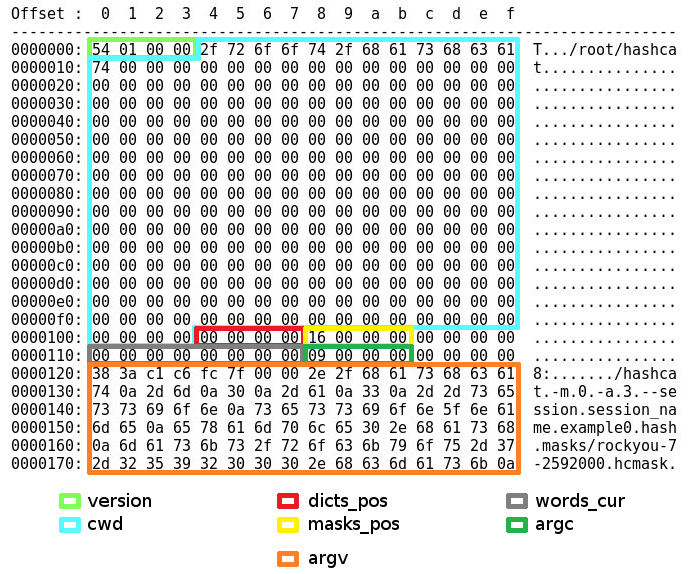 Offset :  0  1  2  3  4  5  6  7  8  9  a  b  c  d  e  f
-----------------------------------------------------------------------------
0000000: 54 01 00 00 2f 72 6f 6f 74 2f 68 61 73 68 63 61  T.../root/hashca
0000010: 74 00 00 00 00 00 00 00 00 00 00 00 00 00 00 00  t...............
0000020: 00 00 00 00 00 00 00 00 00 00 00 00 00 00 00 00  ................
0000030: 00 00 00 00 00 00 00 00 00 00 00 00 00 00 00 00  ................
0000040: 00 00 00 00 00 00 00 00 00 00 00 00 00 00 00 00  ................
0000050: 00 00 00 00 00 00 00 00 00 00 00 00 00 00 00 00  ................
0000060: 00 00 00 00 00 00 00 00 00 00 00 00 00 00 00 00  ................
0000070: 00 00 00 00 00 00 00 00 00 00 00 00 00 00 00 00  ................
0000080: 00 00 00 00 00 00 00 00 00 00 00 00 00 00 00 00  ................
0000090: 00 00 00 00 00 00 00 00 00 00 00 00 00 00 00 00  ................
00000a0: 00 00 00 00 00 00 00 00 00 00 00 00 00 00 00 00  ................
00000b0: 00 00 00 00 00 00 00 00 00 00 00 00 00 00 00 00  ................
00000c0: 00 00 00 00 00 00 00 00 00 00 00 00 00 00 00 00  ................
00000d0: 00 00 00 00 00 00 00 00 00 00 00 00 00 00 00 00  ................
00000e0: 00 00 00 00 00 00 00 00 00 00 00 00 00 00 00 00  ................
00000f0: 00 00 00 00 00 00 00 00 00 00 00 00 00 00 00 00  ................
0000100: 00 00 00 00 00 00 00 00 16 00 00 00 00 00 00 00  ................
0000110: 00 00 00 00 00 00 00 00 09 00 00 00 00 00 00 00  ................
0000120: 38 3a c1 c6 fc 7f 00 00 2e 2f 68 61 73 68 63 61  8:....../hashca
0000130: 74 0a 2d 6d 0a 30 0a 2d 61 0a 33 0a 2d 2d 73 65  t.-m.0.-a.3.--se
0000140: 73 73 69 6f 6e 0a 73 65 73 73 69 6f 6e 5f 6e 61  ssion.session_na
0000150: 6d 65 0a 65 78 61 6d 70 6c 65 30 2e 68 61 73 68  me.example0.hash
0000160: 0a 6d 61 73 6b 73 2f 72 6f 63 6b 79 6f 75 2d 37  .masks/rockyou-7
0000170: 2d 32 35 39 32 30 30 30 2e 68 63 6d 61 73 6b 0a  -2592000.hcmask.
version dicts_pos words_cur
cwd masks_pos argc
argv